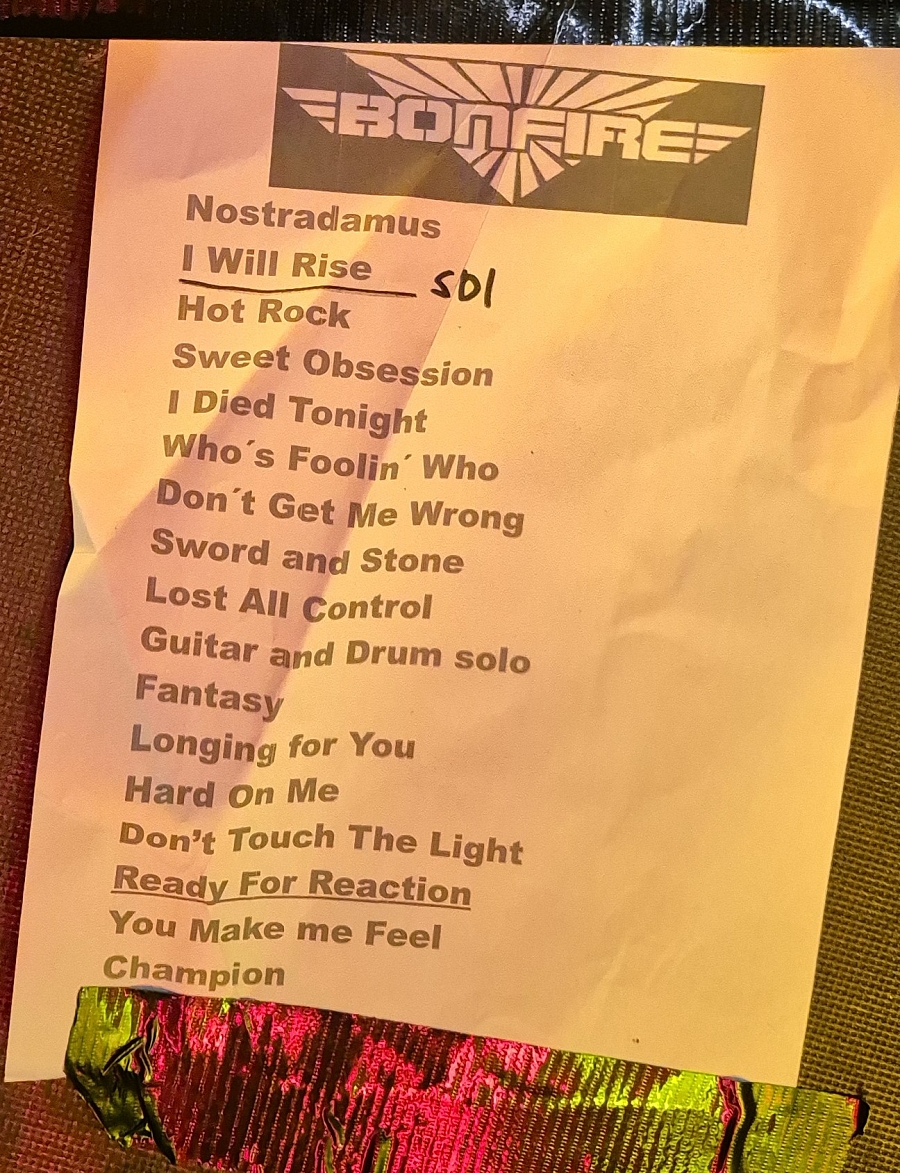 BONFIRE
Nostradamus
I Will Rise SDI
Hot Rock
Sweet Obsession
I Died Tonight
Who´s Foolin´ Who
Don´t Get Me Wrong
Sword and Stone
Lost All Control
Guitar and Drum solo
Fantasy
Longing for You
Hard On Me
Don’t Touch The Light
Ready For Reaction
You Make me Feel
Champion